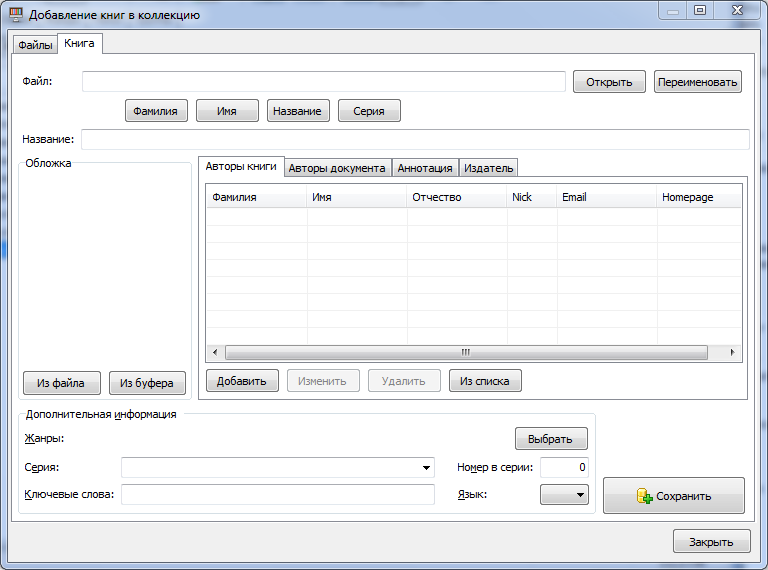 Добавление книг в коллекцию
Файлы Книга
Файл: Открыть Переименовать
Фамилия Имя Название Серия
Название:
Обложка
Авторы книги Авторы документа Аннотация Издатель
Фамилия Имя Отчество Nick Email Homepage
Из файла Из буфера
Добавить Изменить Удалить Из списка
Дополнительная информация
Жанры: Выбрать
Серия: Номер в серии: 0
Ключевые слова: Язык:
Сохранить
Закрыть